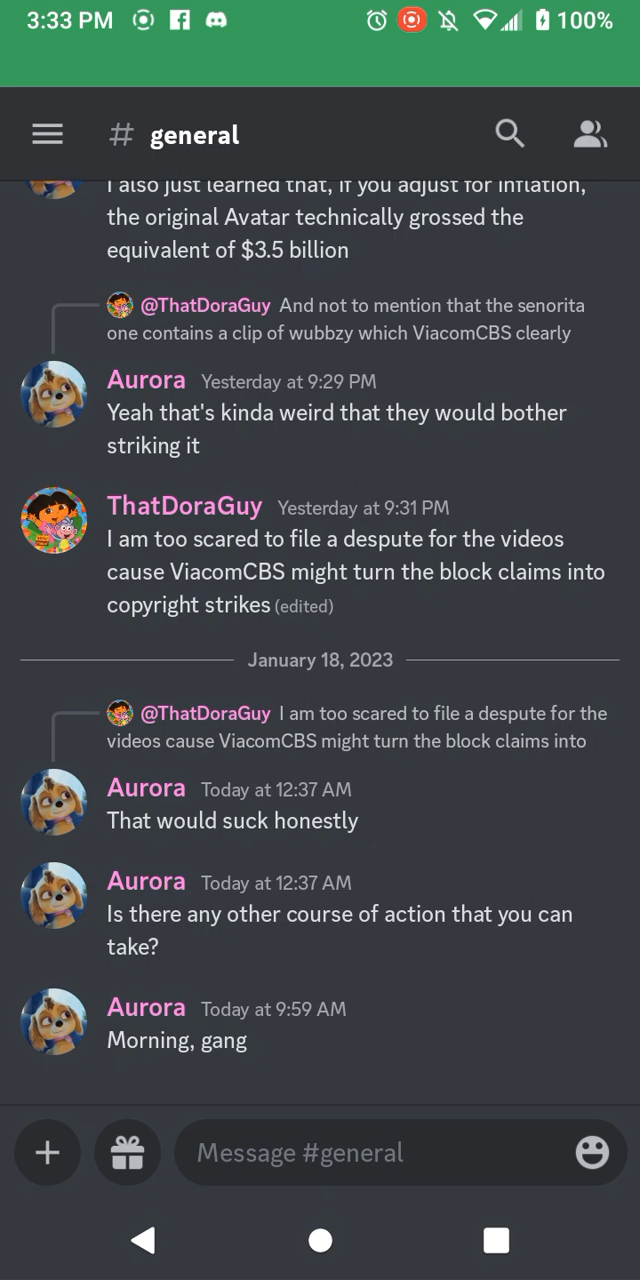 3:33 PM
100%
# general
I also just learned that, if you adjust for inflation,
the original Avatar technically grossed the
equivalent of $3.5 billion
@ThatDoraGuy And not to mention that the senorita
one contains a clip of wubbzy which ViacomCBS clearly
Aurora Yesterday at 9:29 PM
Yeah that's kinda weird that they would bother
striking it
ThatDoraGuy Yesterday at 9:31 PM
I am too scared to file a despute for the videos
cause ViacomCBS might turn the block claims into
copyright strikes (edited)
January 18, 2023
@ThatDoraGuy I am too scared to file a despute for the
videos cause ViacomCBS might turn the block claims into
Aurora Today at 12:37 AM
That would suck honestly
Aurora Today at 12:37 AM
Is there any other course of action that you can
take?
Aurora Today at 9:59 AM
Morning, gang
Message #general